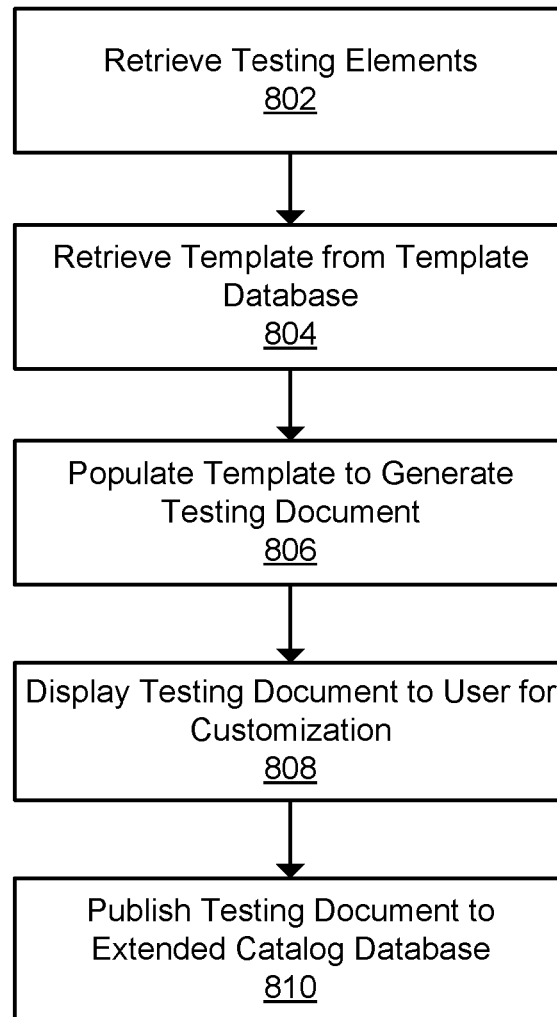 Retrieve Testing Elements
802
Retrieve Template from Template
Database
804
Populate Template to Generate
Testing Document
806
Display Testing Document to User for
Customization
808
Publish Testing Document to
Extended Catalog Database
810